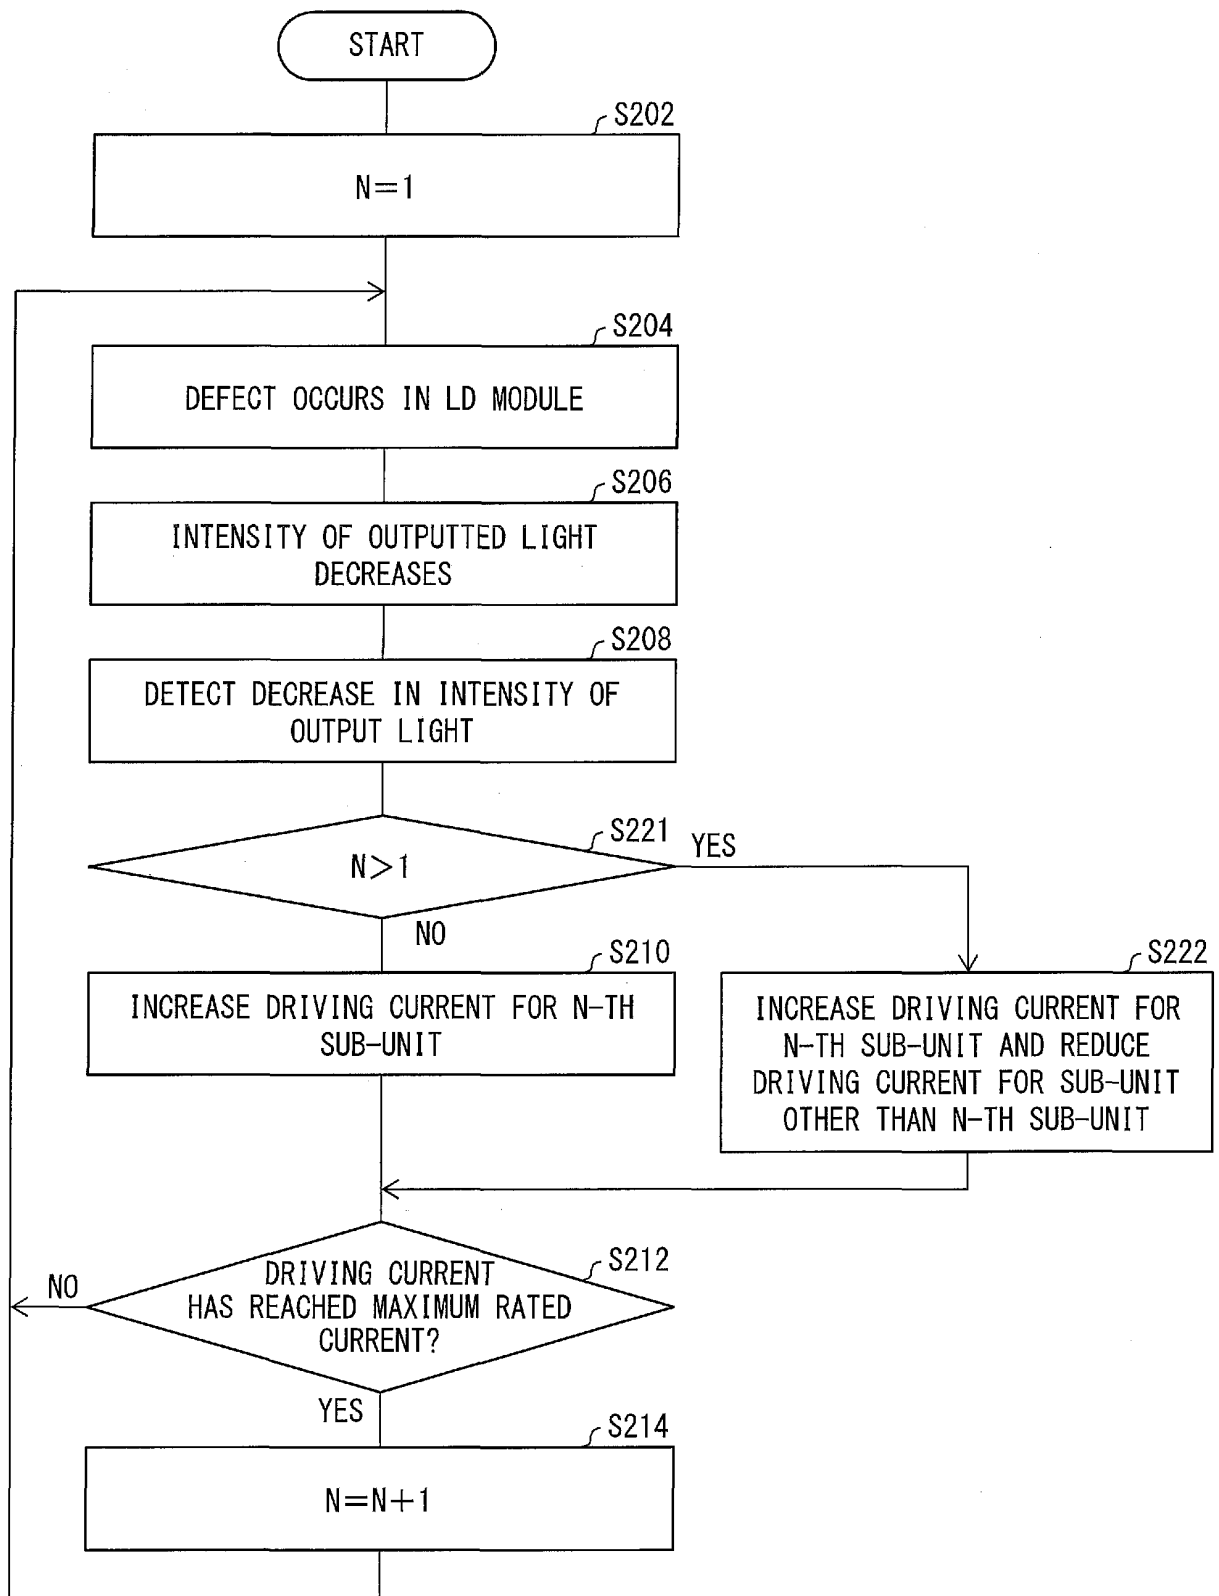 START
S202
N=1
S204
DEFECT OCCURS IN LD MODULE
S206
INTENSITY OF OUTPUTTED LIGHT
DECREASES
S208
DETECT DECREASE IN INTENSITY OF
OUTPUT LIGHT
S221
N>1
YES
NO
S210
INCREASE DRIVING CURRENT FOR N-TH
SUB-UNIT
S222
INCREASE DRIVING CURRENT FOR
N-TH SUB-UNIT AND REDUCE
DRIVING CURRENT FOR SUB-UNIT
OTHER THAN N-TH SUB-UNIT
S212
DRIVING CURRENT
HAS REACHED MAXIMUM RATED
CURRENT?
NO
YES
S214
N=N+1